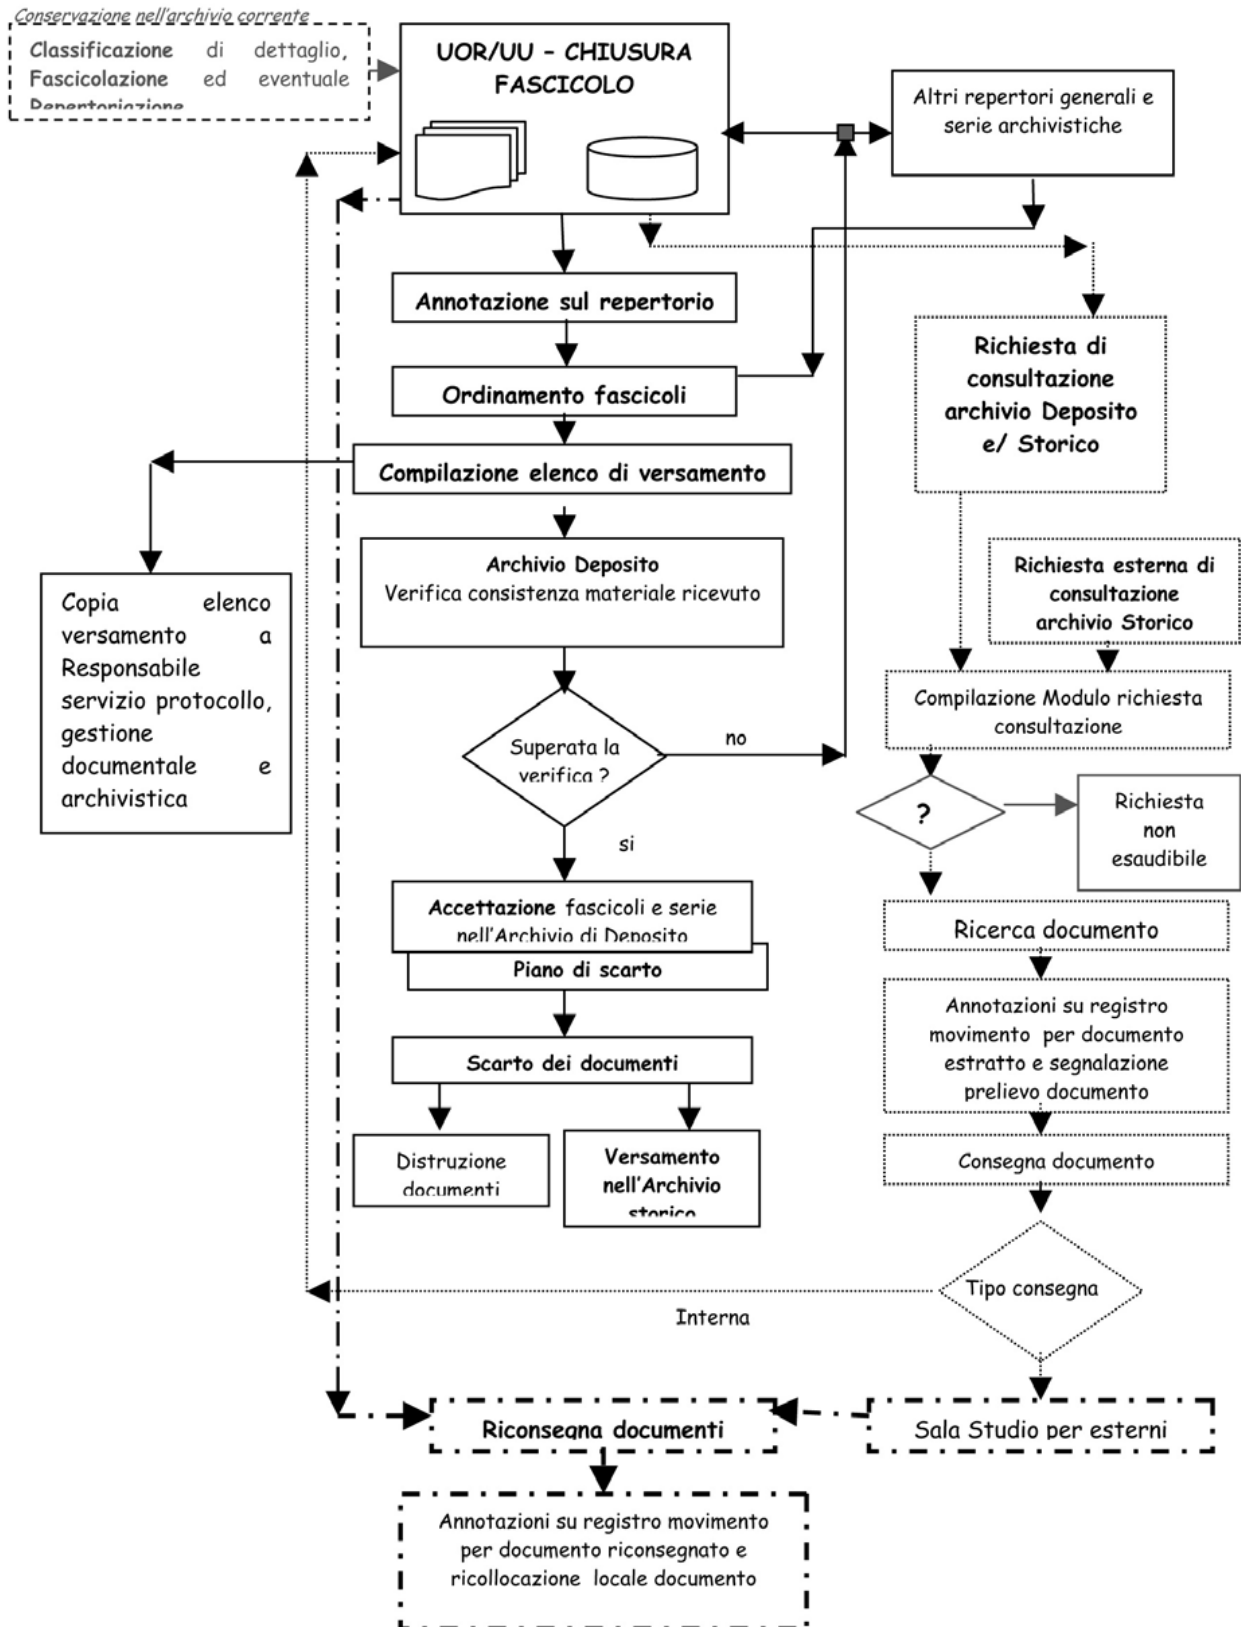 Conservazione nell'archivio corrente
Classificazione di dettaglio,
Fascicolazione ed eventuale
Repertoriazione
UOR/UU – CHIUSURA
FASCICOLO
Altri repertori generali e
serie archivistiche
Annotazione sul repertorio
Ordinamento fascicoli
Compilazione elenco di versamento
Richiesta di
consultazione
archivio Deposito
e/ Storico
Archivio Deposito
Verifica consistenza materiale ricevuto
Richiesta esterna di
consultazione
archivio Storico
Copia elenco
versamento a
Responsabile
servizio protocollo,
gestione
documentale e
archivistica
Compilazione Modulo richiesta
consultazione
Superata la
verifica ?
no
si
?
Richiesta
non
esaudibile
Accettazione fascicoli e serie
nell'Archivio di Deposito
Piano di scarto
Ricerca documento
Annotazioni su registro
movimento per documento
estratto e segnalazione
prelievo documento
Scarto dei documenti
Distruzione
documenti
Versamento
nell'Archivio
storico
Consegna documento
Tipo consegna
Interna
Riconsegna documenti
Sala Studio per esterni
Annotazioni su registro movimento
per documento riconsegnato e
ricollocazione locale documento